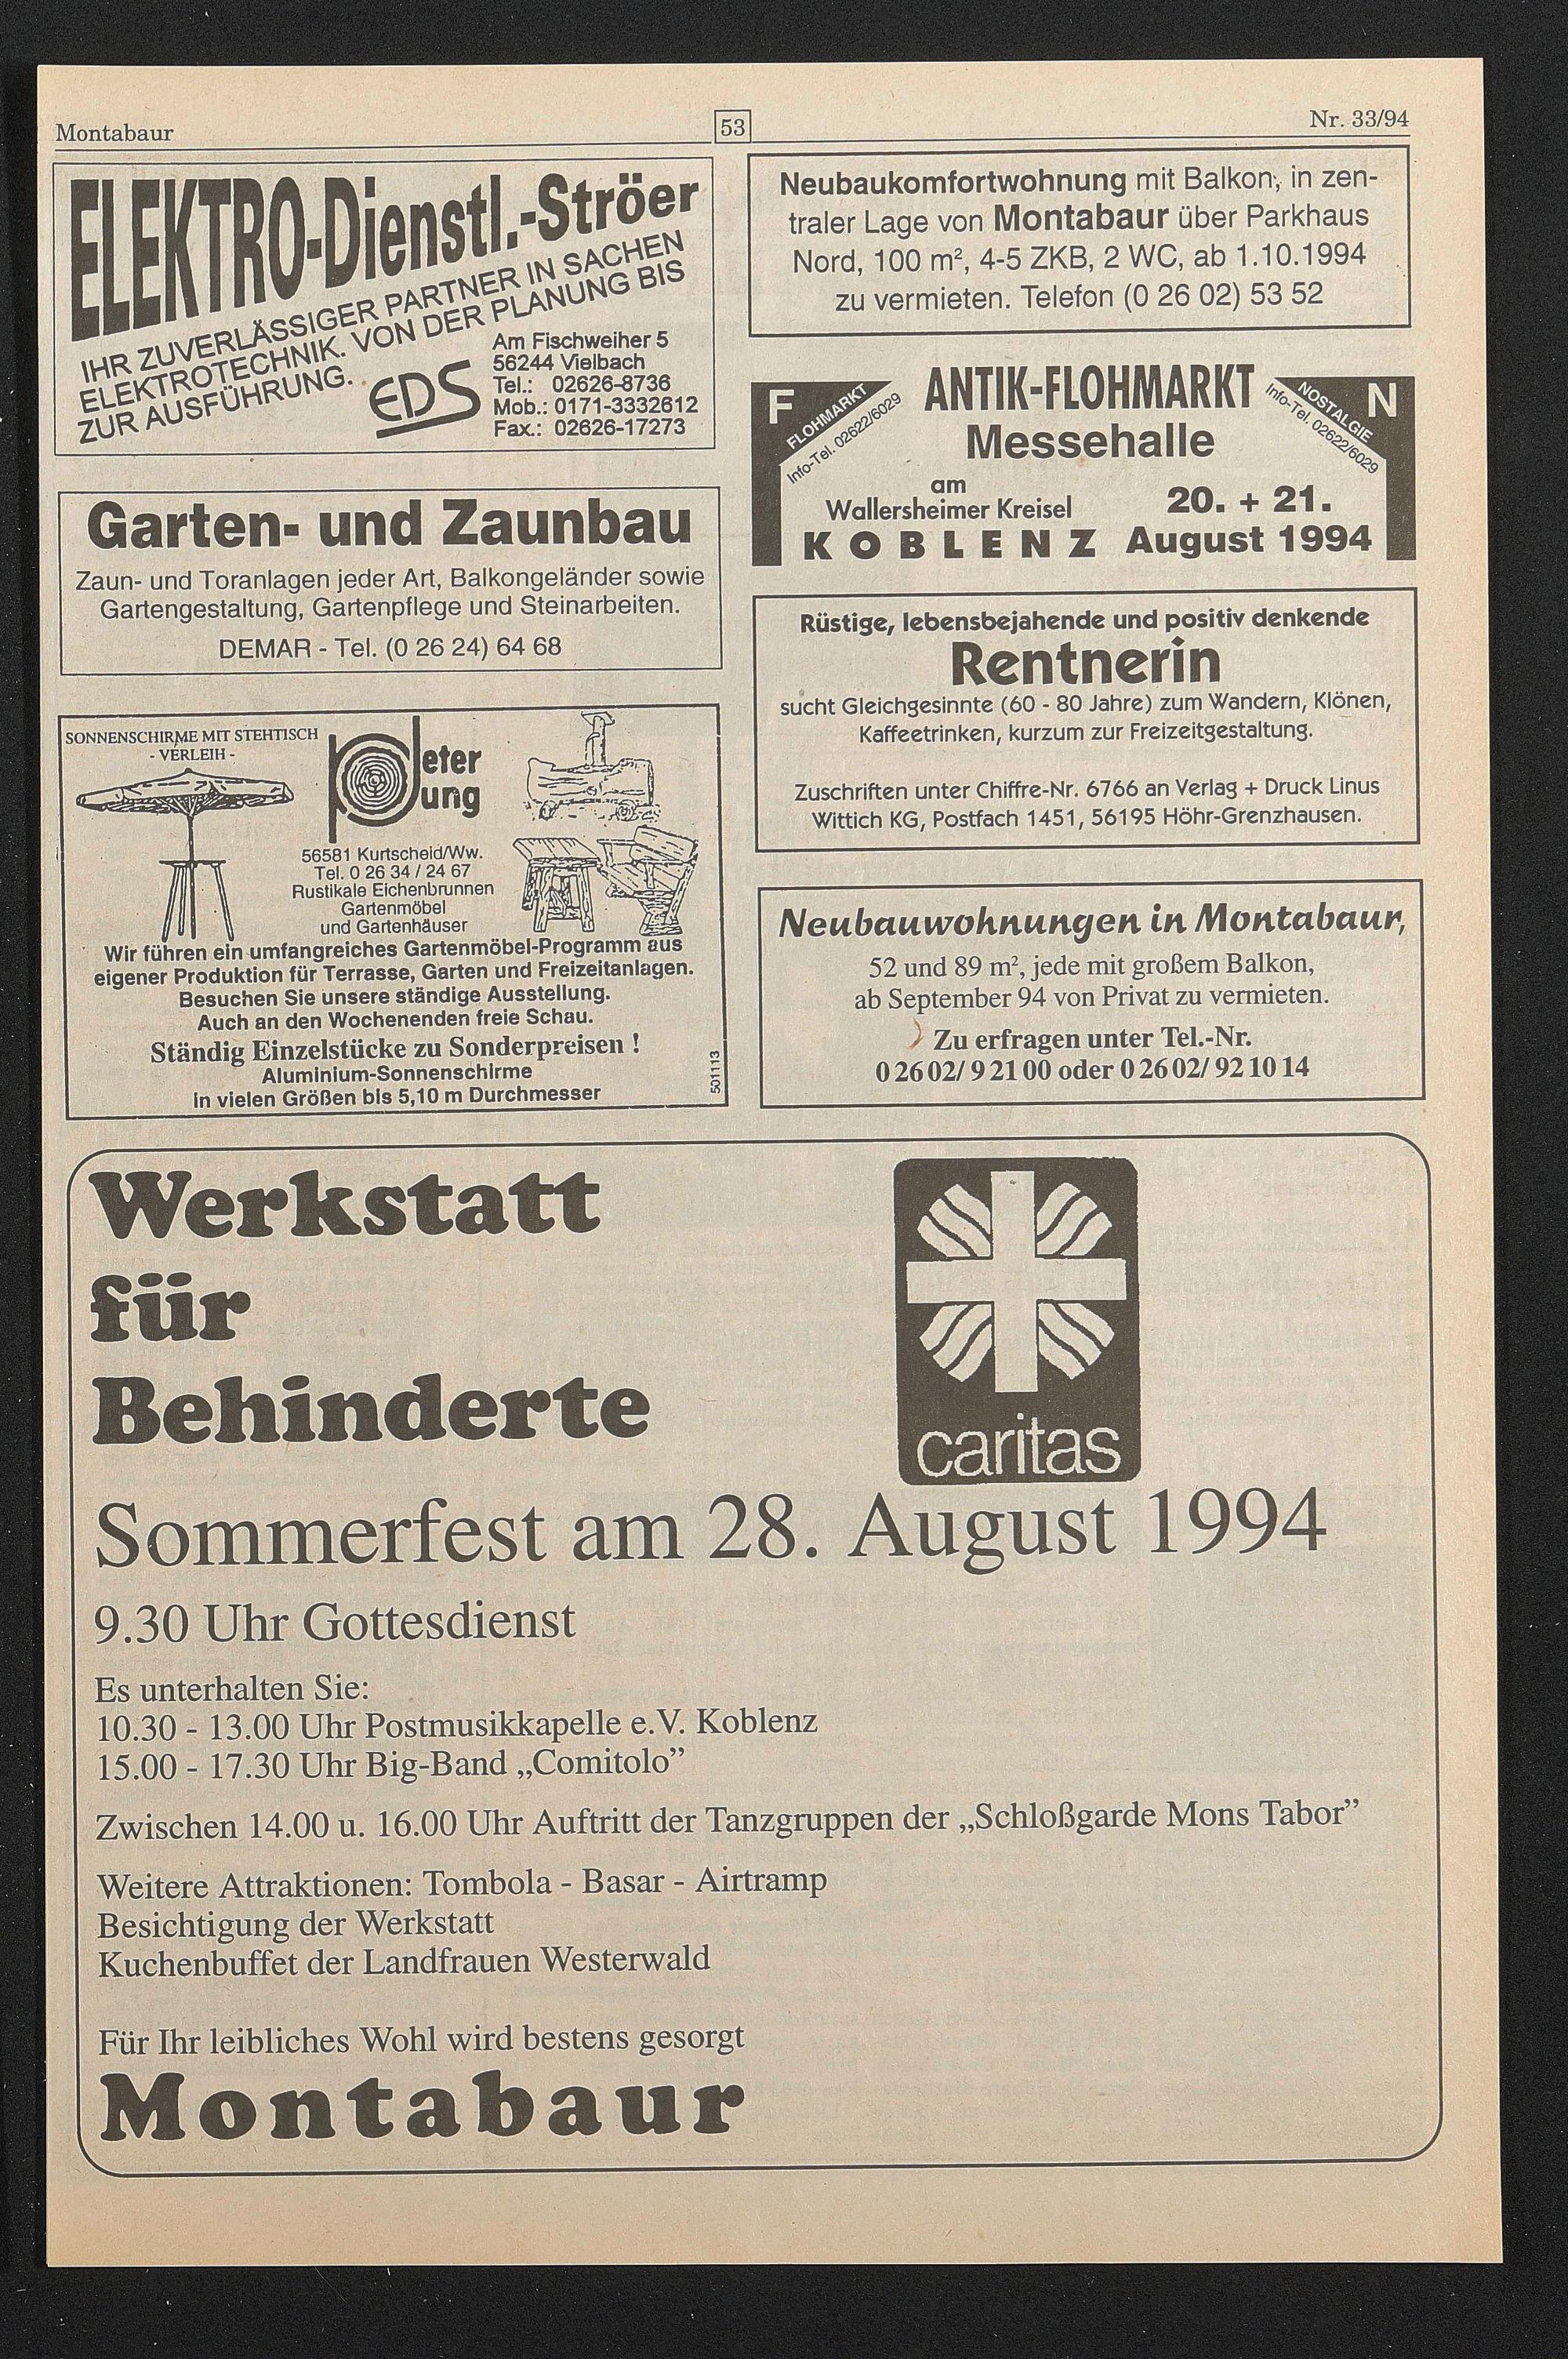 Montabaur
53
Nr. 33/94
ELEKTRO-Dienstl.-Ströer
IHR ZUVERLÄSSIGER PARTNER IN SACHEN
ELEKTROTECHNIK. VON DER PLANUNG BIS
ZUR AUSFÜHRUNG.
EDS
Am Fischweiher 5
56244 Vielbach
Tel.: 02626-8736
Mob.: 0171-3332612
Fax.: 02626-17273
Garten- und Zaunbau
Zaun- und Toranlagen jeder Art, Balkongeländer sowie
Gartengestaltung, Gartenpflege und Steinarbeiten.
DEMAR - Tel. (0 26 24) 64 68
SONNENSCHIRME MIT STEHTISCH
- VERLEIH -
Peter
Jung
56581 Kurtscheid/Ww.
Tel. 0 26 34 / 24 67
Rustikale Eichenbrunnen
Gartenmöbel
und Gartenhäuser
Wir führen ein umfangreiches Gartenmöbel-Programm aus
eigener Produktion für Terrasse, Garten und Freizeitanlagen.
Besuchen Sie unsere ständige Ausstellung.
Auch an den Wochenenden freie Schau.
Ständig Einzelstücke zu Sonderpreisen !
Aluminium-Sonnenschirme
in vielen Größen bis 5,10 m Durchmesser
501113
Neubaukomfortwohnung mit Balkon, in zen-
traler Lage von Montabaur über Parkhaus
Nord, 100 m², 4-5 ZKB, 2 WC, ab 1.10.1994
zu vermieten. Telefon (0 26 02) 53 52
F
FLOHMARKT
Info-Tel. 02622/6029
ANTIK-FLOHMARKT
Messehalle
N
NOSTALGIE
Info-Tel. 02622/6029
am
Wallersheimer Kreisel
KOBLENZ
20. + 21.
August 1994
Rüstige, lebensbejahende und positiv denkende
Rentnerin
sucht Gleichgesinnte (60 - 80 Jahre) zum Wandern, Klönen,
Kaffeetrinken, kurzum zur Freizeitgestaltung.
Zuschriften unter Chiffre-Nr. 6766 an Verlag + Druck Linus
Wittich KG, Postfach 1451, 56195 Höhr-Grenzhausen.
Neubauwohnungen in Montabaur,
52 und 89 m², jede mit großem Balkon,
ab September 94 von Privat zu vermieten.
Zu erfragen unter Tel.-Nr.
0 26 02/ 9 21 00 oder 0 26 02/ 92 10 14
Werkstatt
für
Behinderte
caritas
Sommerfest am 28. August 1994
9.30 Uhr Gottesdienst
Es unterhalten Sie:
10.30 - 13.00 Uhr Postmusikkapelle e.V. Koblenz
15.00 - 17.30 Uhr Big-Band „Comitolo”
Zwischen 14.00 u. 16.00 Uhr Auftritt der Tanzgruppen der „Schloßgarde Mons Tabor”
Weitere Attraktionen: Tombola - Basar - Airtramp
Besichtigung der Werkstatt
Kuchenbuffet der Landfrauen Westerwald
Für Ihr leibliches Wohl wird bestens gesorgt
Montabaur